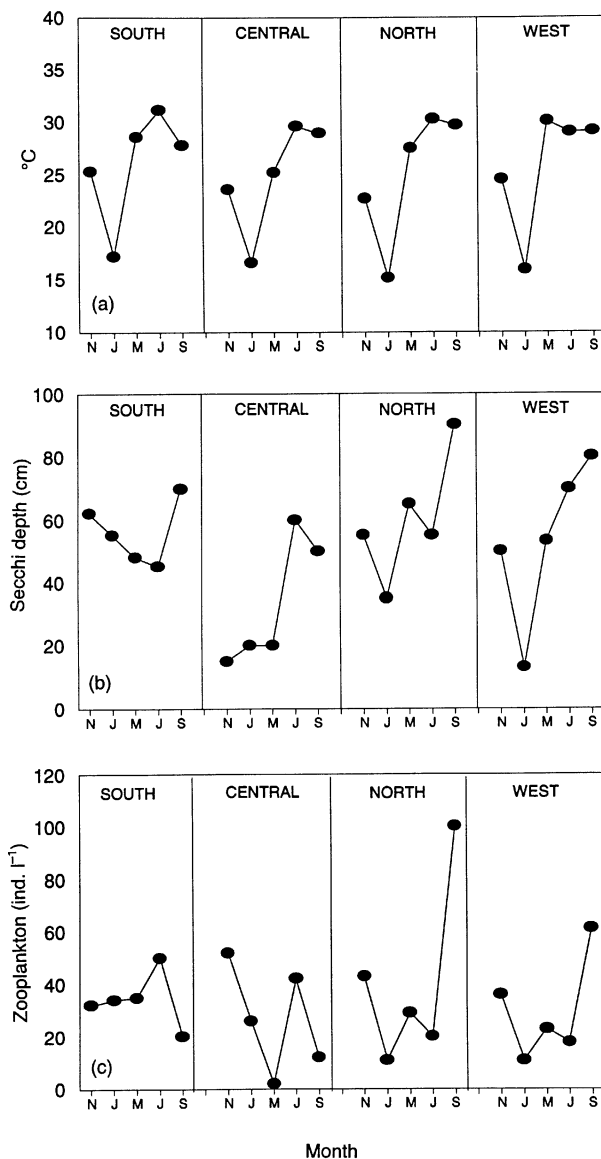 40
35
30
25
20
15
10
°C
SOUTH CENTRAL NORTH WEST
(a)
N J M J S N J M J S N J M J S N J M J S
100
80
60
40
20
0
Secchi depth (cm)
SOUTH CENTRAL NORTH WEST
(b)
N J M J S N J M J S N J M J S N J M J S
120
100
80
60
40
20
0
Zooplankton (ind. l⁻¹)
SOUTH CENTRAL NORTH WEST
(c)
N J M J S N J M J S N J M J S N J M J S
Month